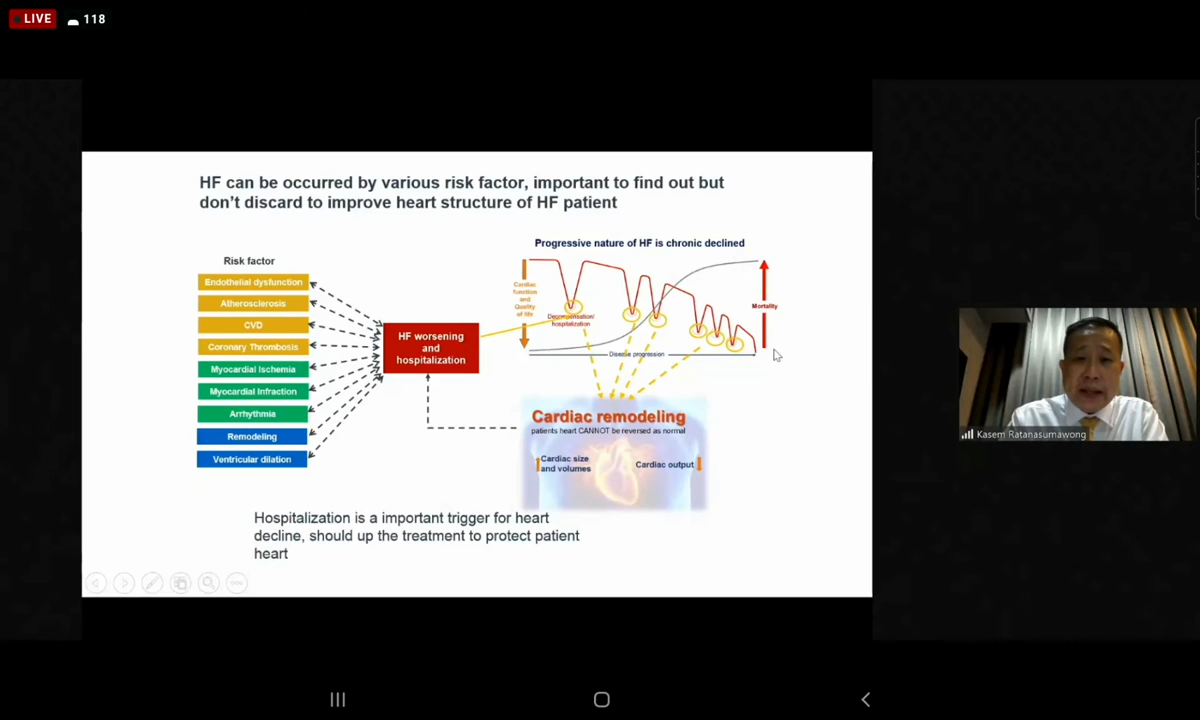 LIVE
118
HF can be occurred by various risk factor, important to find out but
don't discard to improve heart structure of HF patient
Risk factor
Endothelial dysfunction
Atherosclerosis
CVD
Coronary Thrombosis
Myocardial Ischemia
Myocardial Infraction
Arrhythmia
Remodeling
Ventricular dilation
HF worsening
and
hospitalization
Progressive nature of HF is chronic declined
Cardiac
function
and
Quality
of life
Decompensation/
hospitalization
Disease progression
Mortality
Cardiac remodeling
patients heart CANNOT be reversed as normal
Cardiac size
and volumes
Cardiac output
Hospitalization is a important trigger for heart
decline, should up the treatment to protect patient
heart
Kasem Ratanasumawong